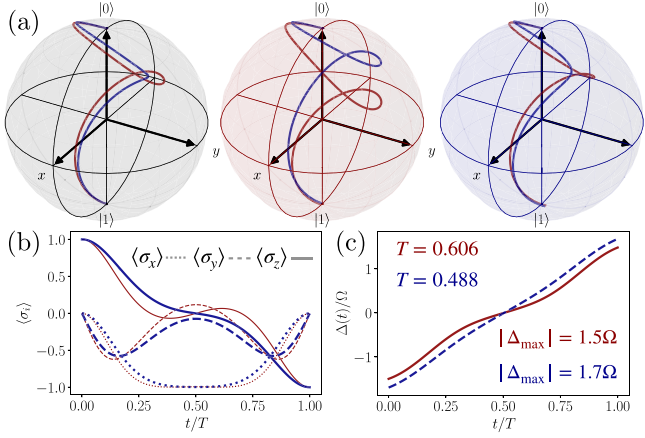 (a)
|0⟩ |0⟩ |0⟩
x y x y x
|1⟩ |1⟩ |1⟩
(b)
⟨σx⟩ ⟨σy⟩ ⟨σz⟩
⟨σi⟩
1.0
0.5
0.0
−0.5
−1.0
0.00 0.25 0.50 0.75 1.00
t/T
(c)
T = 0.606
T = 0.488
|Δmax| = 1.5Ω
|Δmax| = 1.7Ω
Δ(t)/Ω
1
0
−1
0.00 0.25 0.50 0.75 1.00
t/T